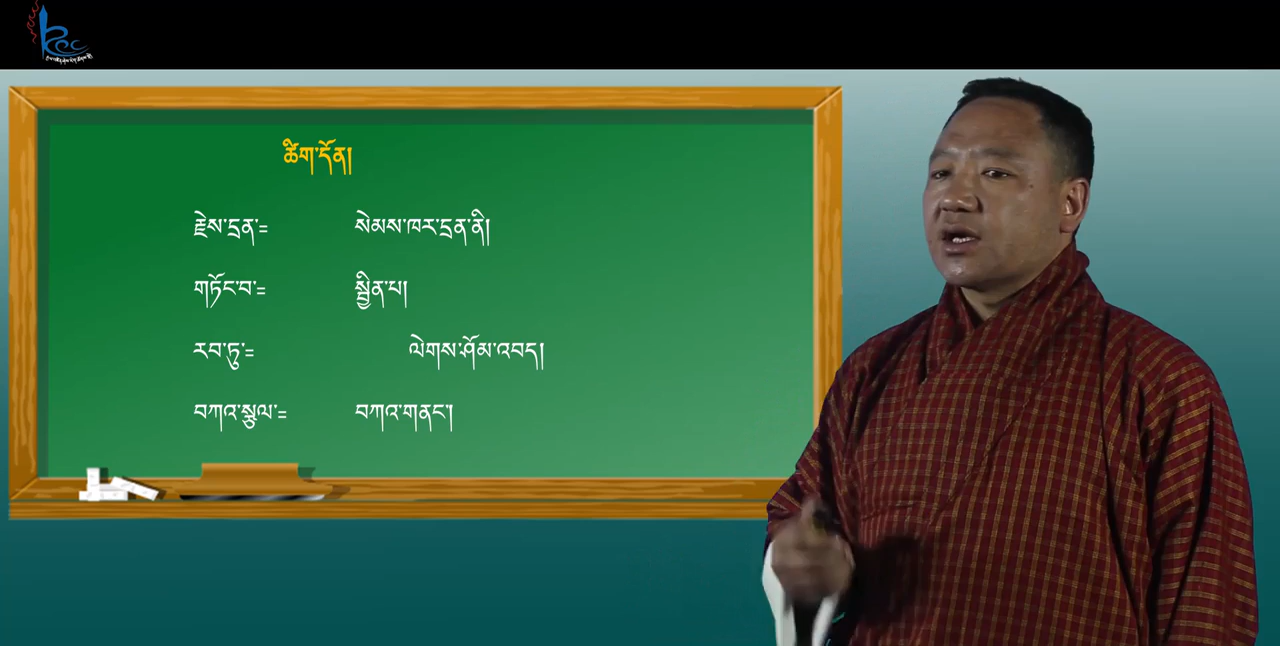 ཚིག་དོན།
རྗེས་དྲན་= སེམས་ཁར་དྲན་ནི།
གཏོང་བ་= སྦྱིན་པ།
རབ་ཏུ་= ལེགས་ཤོམ་འབད།
བཀའ་སྩལ་= བཀའ་གནང་།